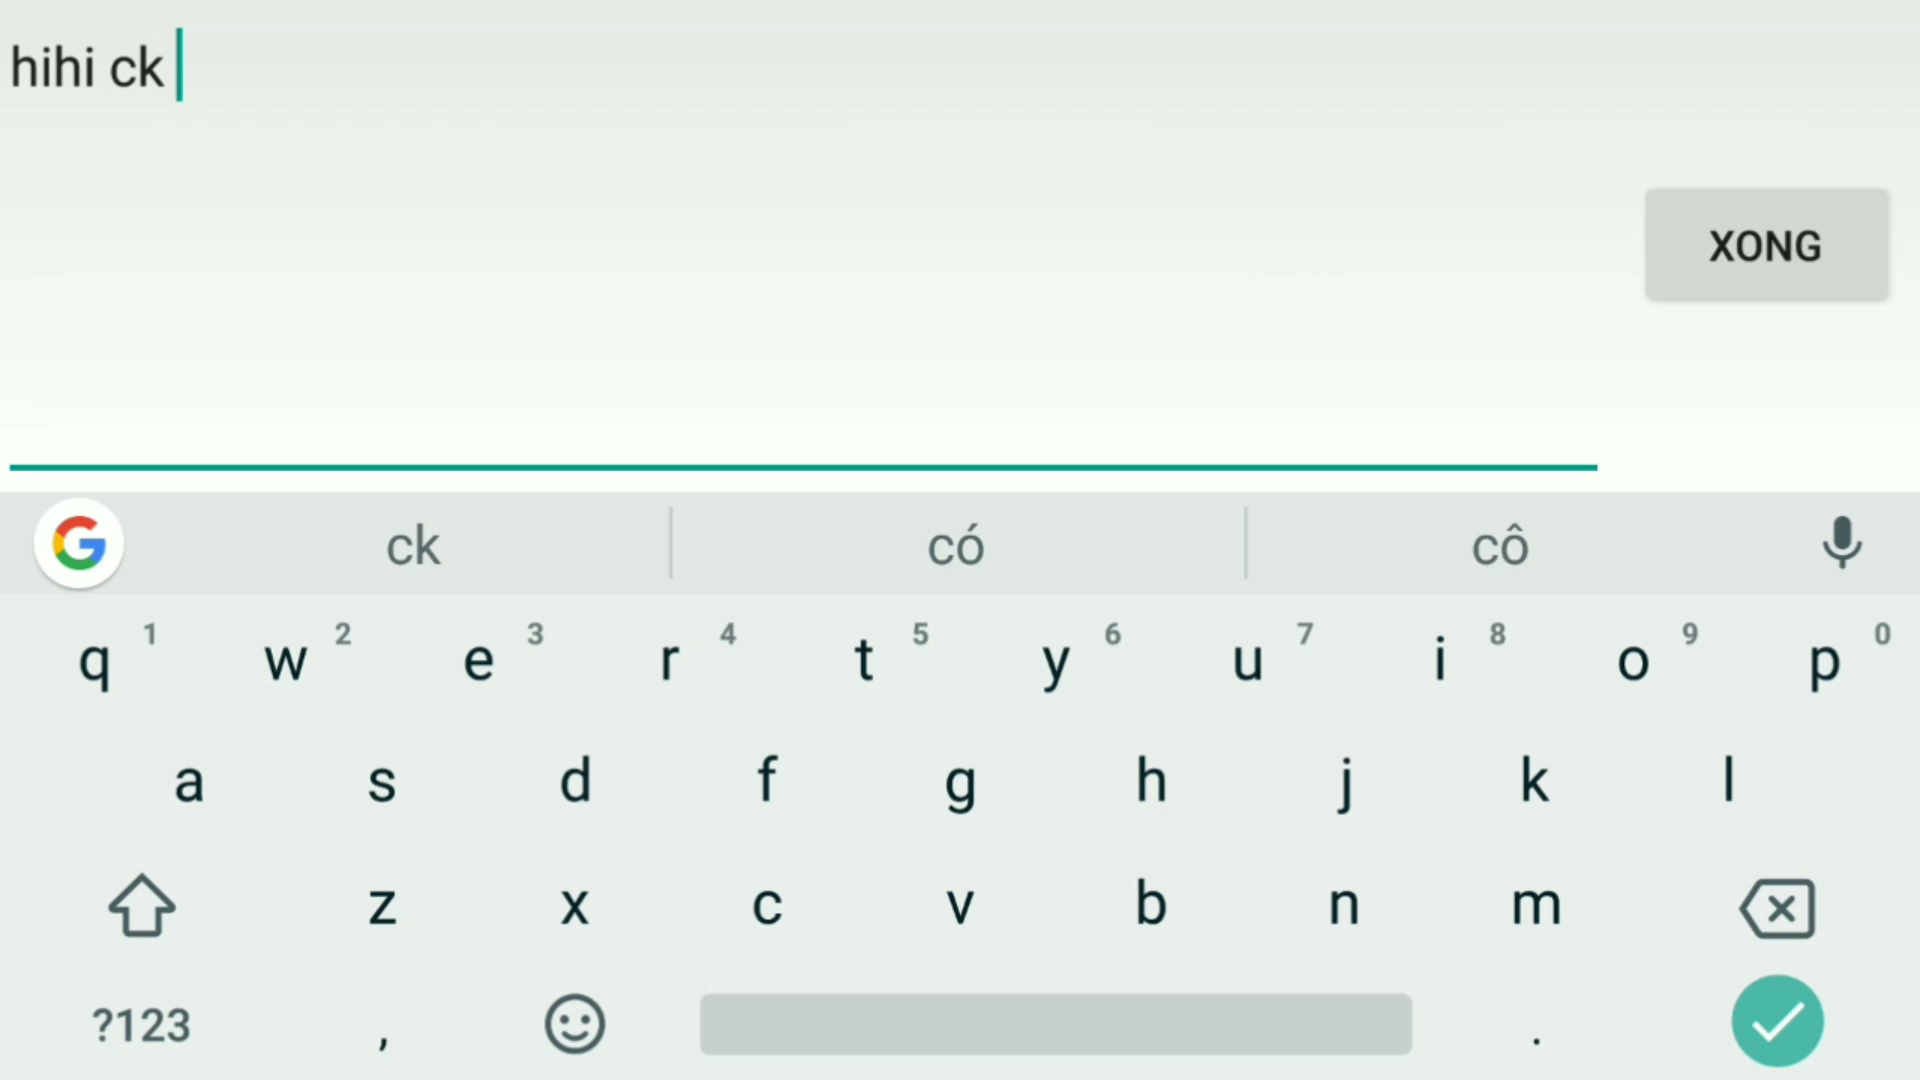 hihi ck
XONG
ck có cô
q 1 w 2 e 3 r 4 t 5 y 6 u 7 i 8 o 9 p 0
a s d f g h j k l
z x c v b n m
?123 , .